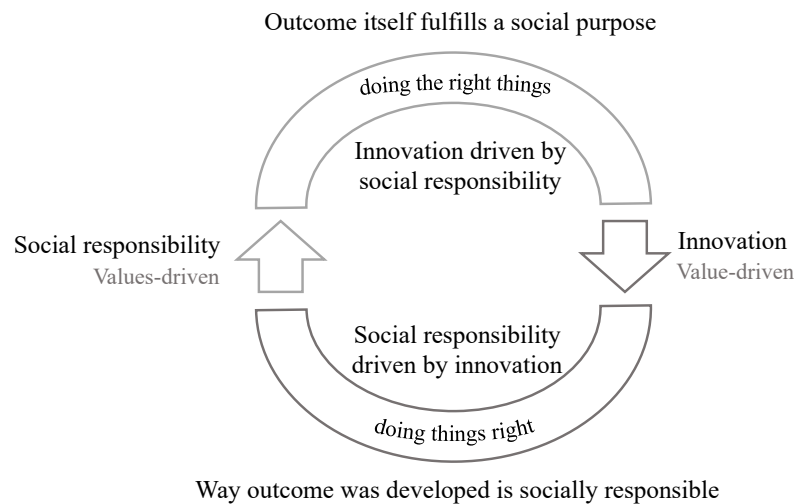 Outcome itself fulfills a social purpose
doing the right things
Innovation driven by
social responsibility
Social responsibility
Values-driven
Innovation
Value-driven
Social responsibility
driven by innovation
doing things right
Way outcome was developed is socially responsible